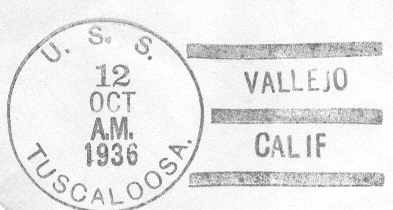 U. S. S.
12
OCT
A.M.
1936
TUSCALOOSA.
VALLEJO
CALIF